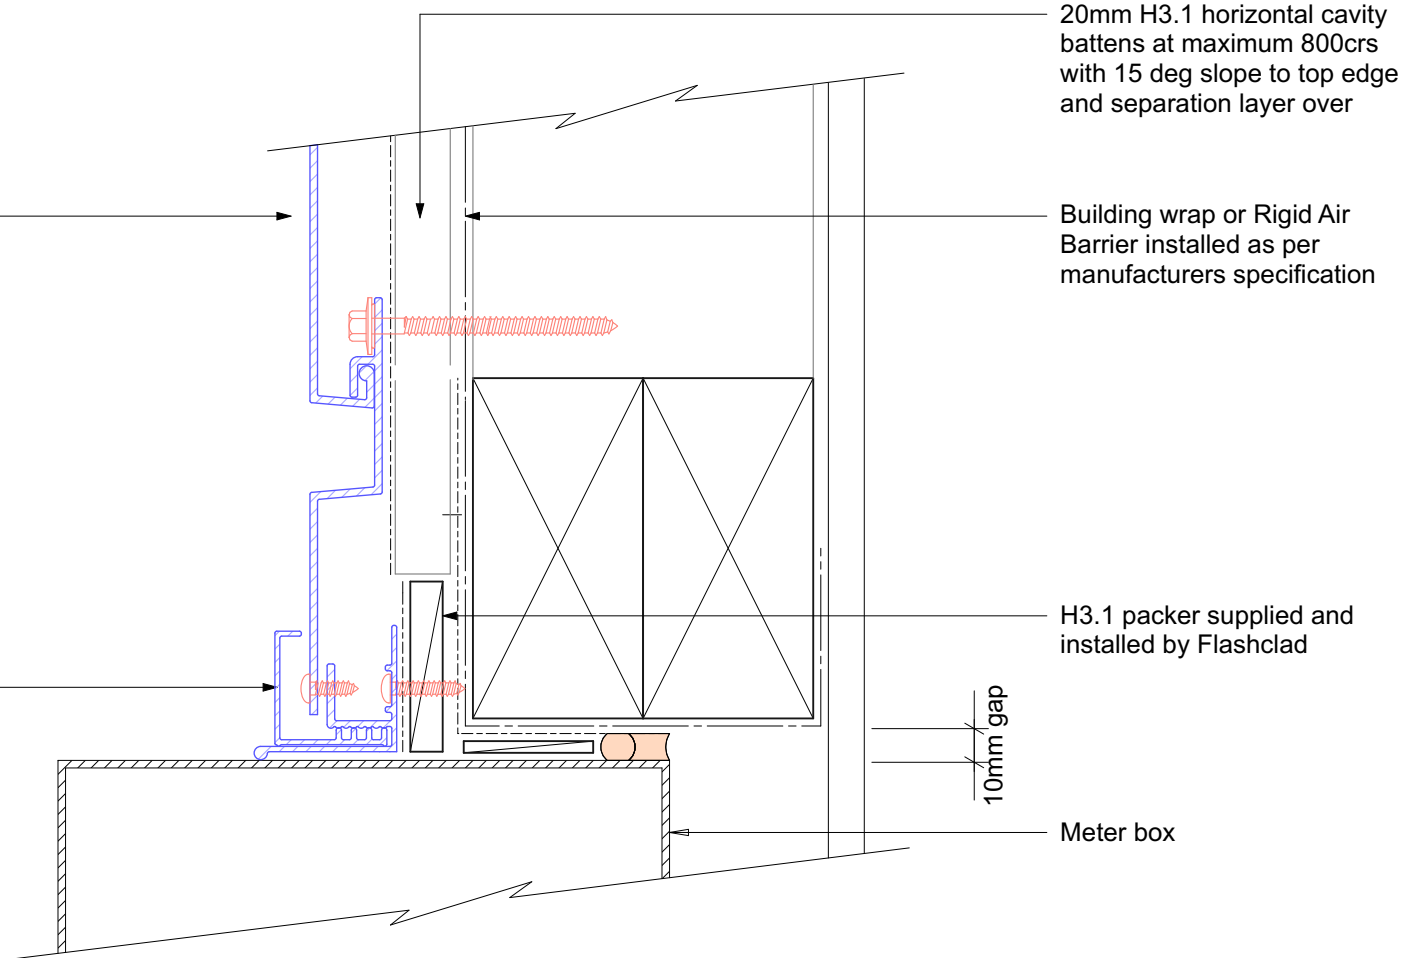 20mm H3.1 horizontal cavity
battens at maximum 800crs
with 15 deg slope to top edge
and separation layer over
Building wrap or Rigid Air
Barrier installed as per
manufacturers specification
H3.1 packer supplied and
installed by Flashclad
10mm gap
Meter box